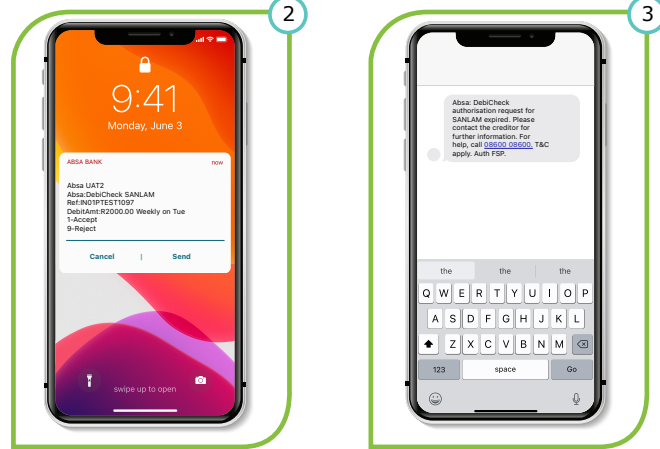 2
9:41
Monday, June 3
ABSA BANK now
Absa UAT2
Absa:DebiCheck SANLAM
Ref:IN01PTEST1097
DebitAmt:R2000.00 Weekly on Tue
1-Accept
9-Reject
Cancel | Send
swipe up to open
3
Absa: DebiCheck
authorisation request for
SANLAM expired. Please
contact the creditor for
further information. For
help, call 08600 08600. T&C
apply. Auth FSP.
the the the
Q W E R T Y U I O P
A S D F G H J K L
Z X C V B N M
123 space Go